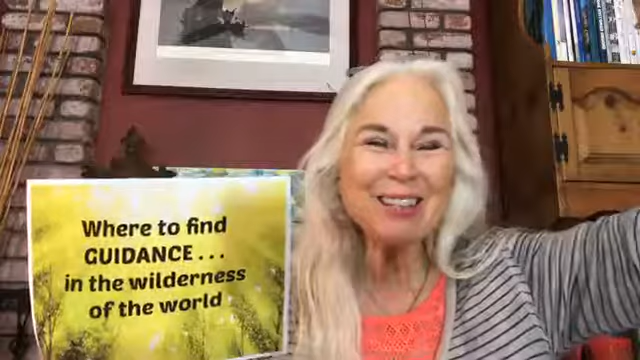 Where to find
GUIDANCE . . .
in the wilderness
of the world